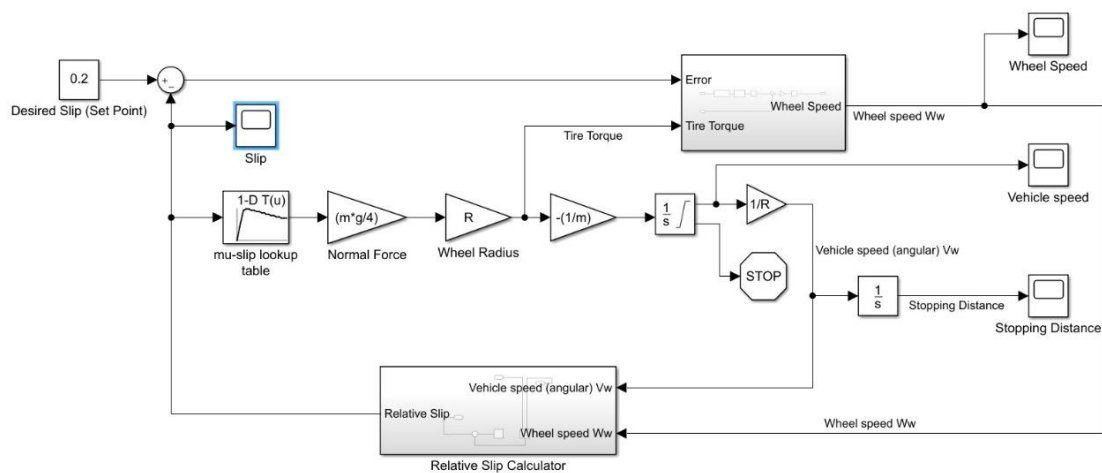 0.2
Desired Slip (Set Point)
+
−
Slip
Error
Tire Torque
Wheel Speed
Tire Torque
Wheel speed Ww
Wheel Speed
Vehicle speed
1-D T(u)
mu-slip lookup
table
(m*g/4)
Normal Force
R
Wheel Radius
-(1/m)
1
s
1/R
STOP
Vehicle speed (angular) Vw
1
s
Stopping Distance
Stopping Distance
Relative Slip
Vehicle speed (angular) Vw
Wheel speed Ww
Wheel speed Ww
Relative Slip Calculator